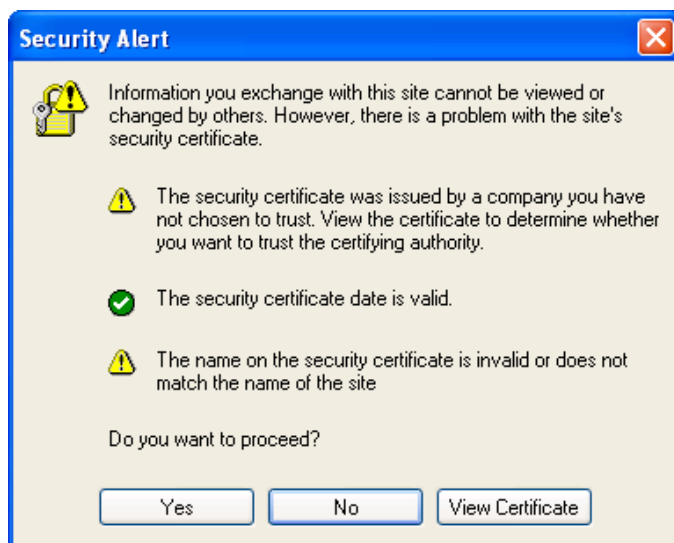 Security Alert
Information you exchange with this site cannot be viewed or
changed by others. However, there is a problem with the site's
security certificate.
The security certificate was issued by a company you have
not chosen to trust. View the certificate to determine whether
you want to trust the certifying authority.
The security certificate date is valid.
The name on the security certificate is invalid or does not
match the name of the site
Do you want to proceed?
Yes
No
View Certificate